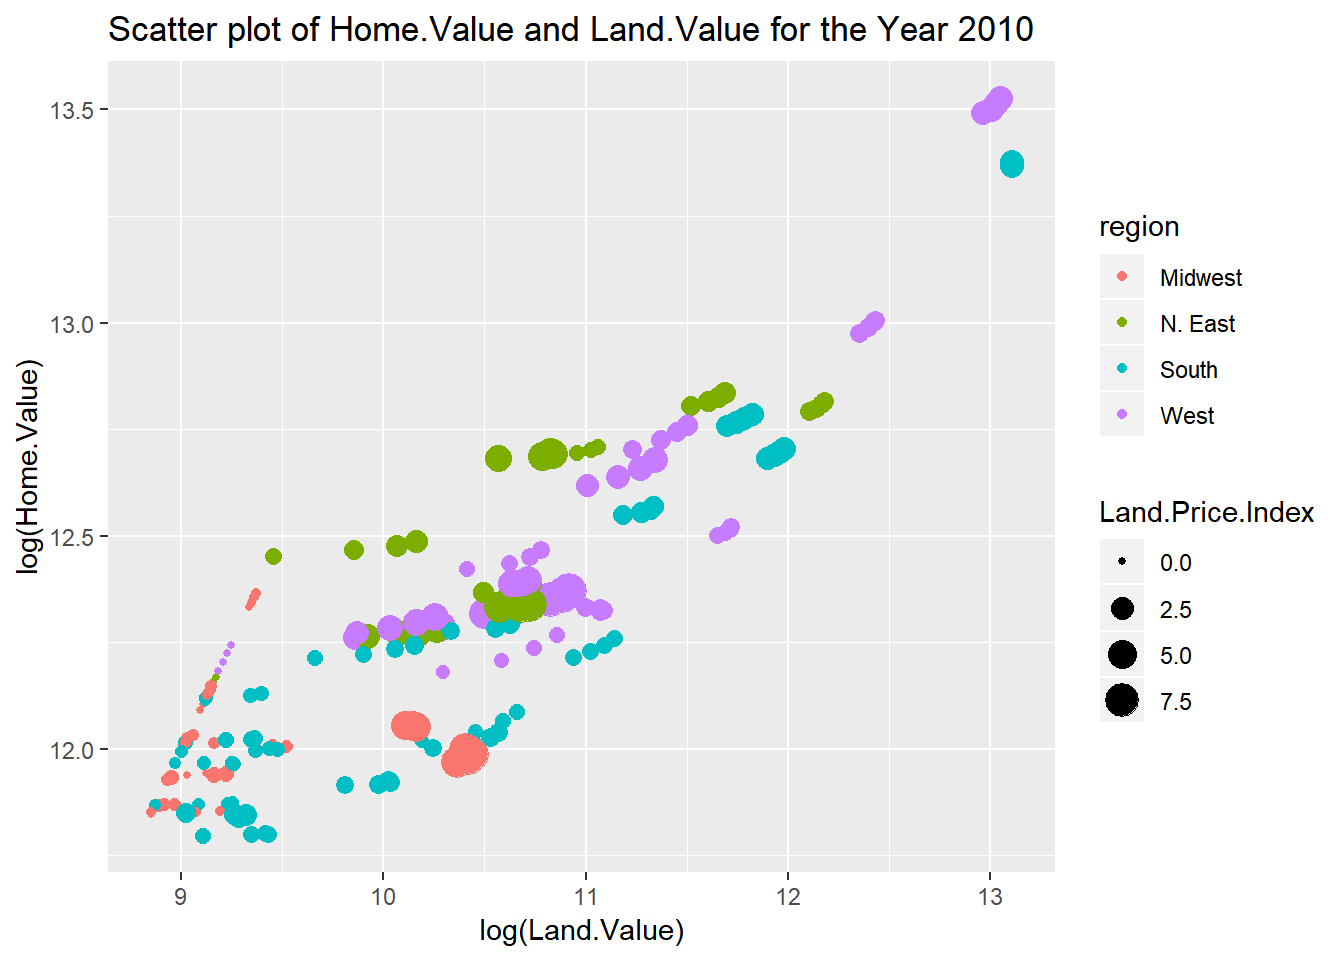 Scatter plot of Home.Value and Land.Value for the Year 2010
13.5
13.0
12.5
12.0
log(Home.Value)
9 10 11 12 13
log(Land.Value)
region
Midwest
N. East
South
West
Land.Price.Index
0.0
2.5
5.0
7.5